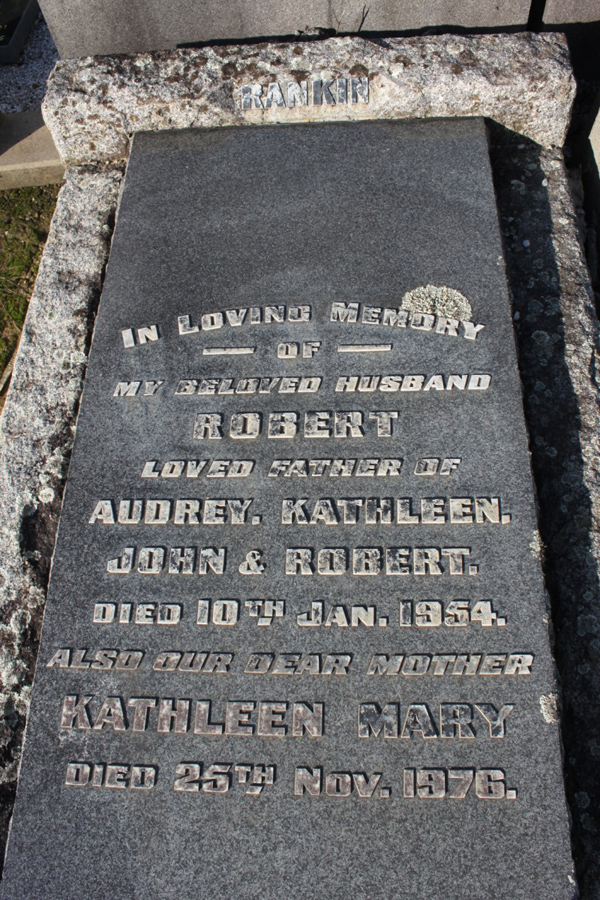 RANKIN
IN LOVING MEMORY
OF
MY BELOVED HUSBAND
ROBERT
LOVED FATHER OF
AUDREY. KATHLEEN.
JOHN & ROBERT.
DIED 10TH JAN. 1954.
ALSO OUR DEAR MOTHER
KATHLEEN MARY
DIED 25TH NOV. 1976.